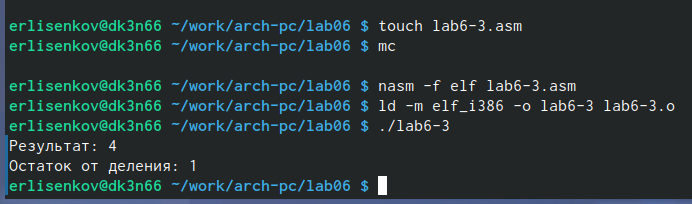 erlisenkov@dk3n66 ~/work/arch-pc/lab06 $ touch lab6-3.asm
erlisenkov@dk3n66 ~/work/arch-pc/lab06 $ mc
erlisenkov@dk3n66 ~/work/arch-pc/lab06 $ nasm -f elf lab6-3.asm
erlisenkov@dk3n66 ~/work/arch-pc/lab06 $ ld -m elf_i386 -o lab6-3 lab6-3.o
erlisenkov@dk3n66 ~/work/arch-pc/lab06 $ ./lab6-3
Результат: 4
Остаток от деления: 1
erlisenkov@dk3n66 ~/work/arch-pc/lab06 $